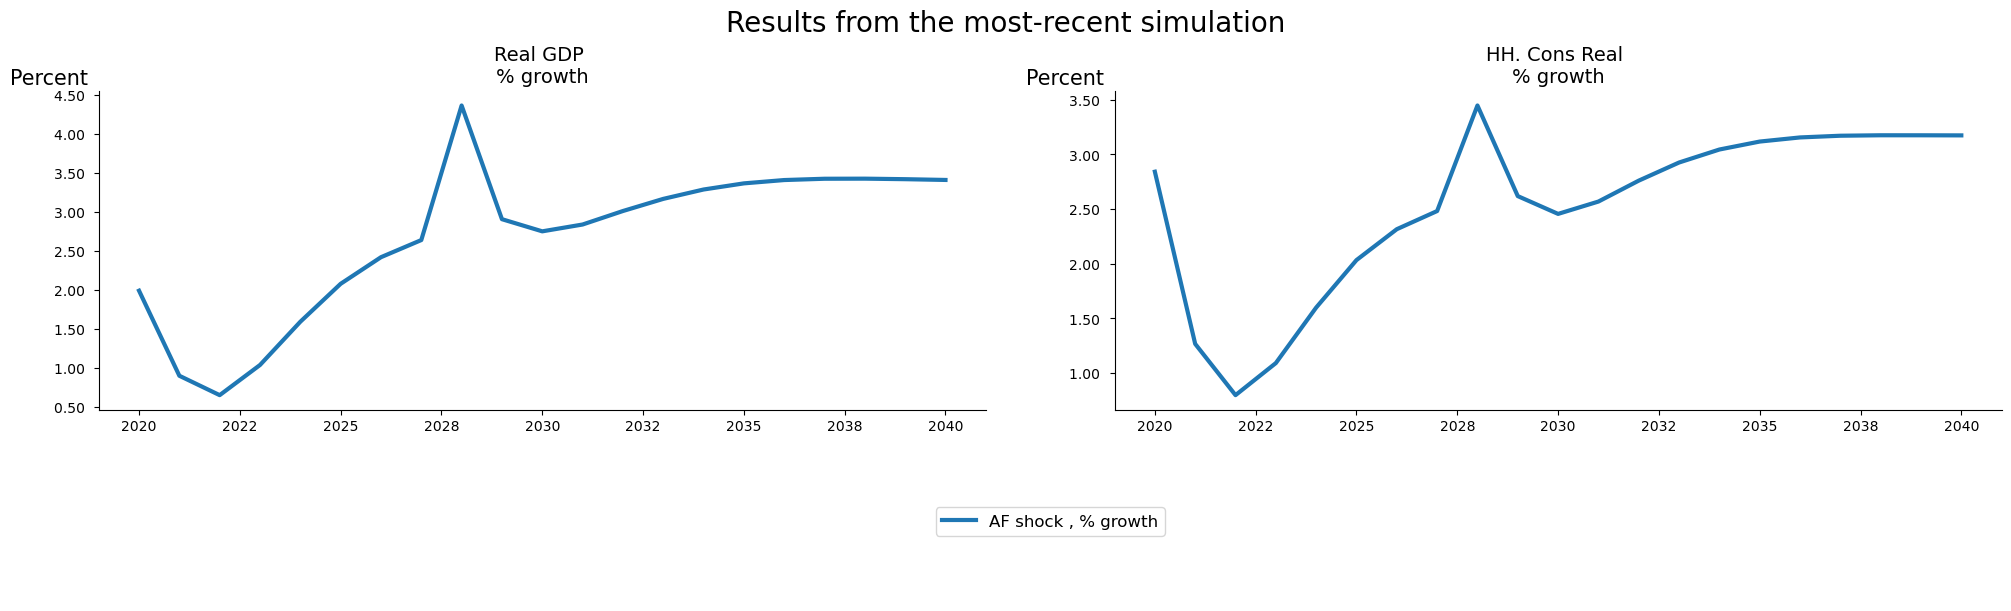 Results from the most-recent simulation
Real GDP
% growth
Percent
4.50
4.00
3.50
3.00
2.50
2.00
1.50
1.00
0.50
2020 2022 2025 2028 2030 2032 2035 2038 2040
HH. Cons Real
% growth
Percent
3.50
3.00
2.50
2.00
1.50
1.00
2020 2022 2025 2028 2030 2032 2035 2038 2040
AF shock , % growth